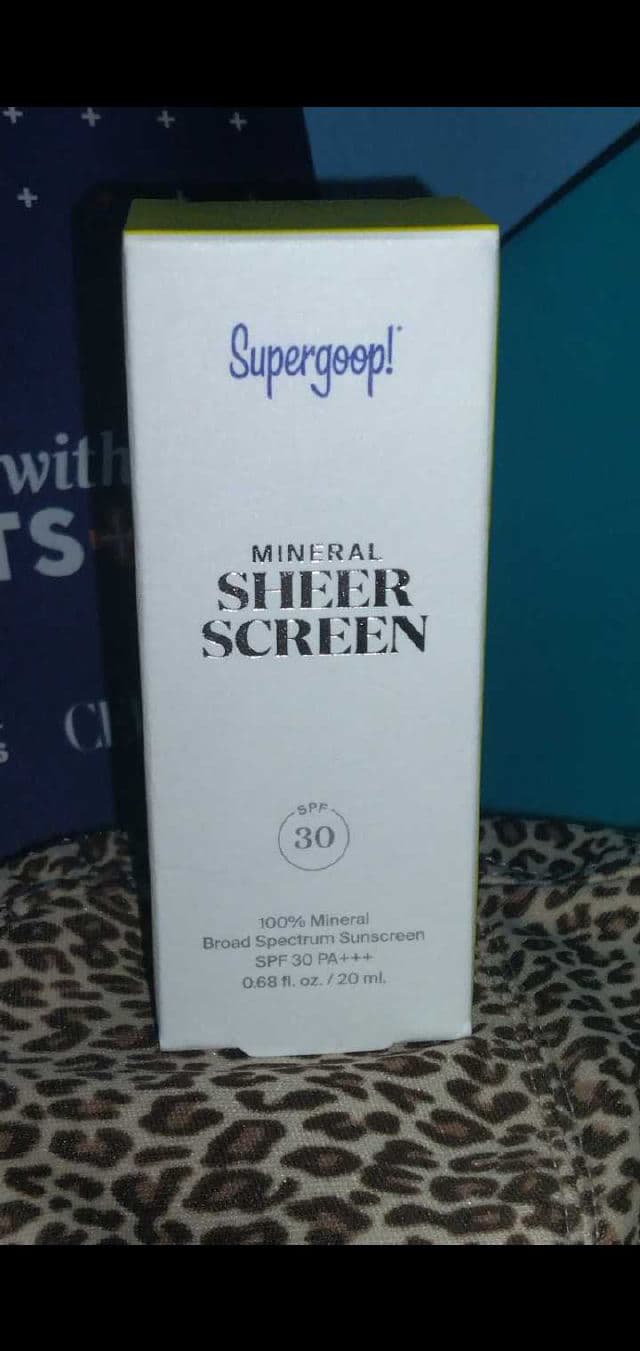 Supergoop!
MINERAL
SHEER
SCREEN
SPF
30
100% Mineral
Broad Spectrum Sunscreen
SPF 30 PA+++
0.68 fl. oz. / 20 ml.
with
TS+